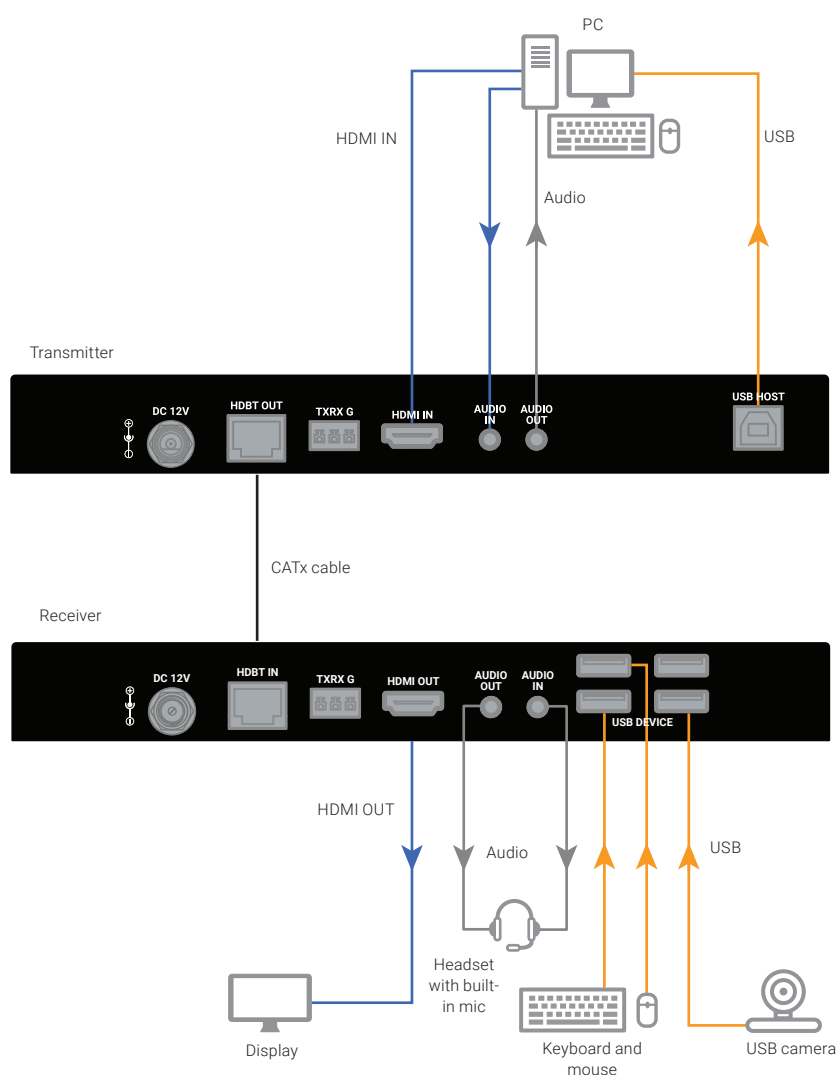 PC
HDMI IN
USB
Audio
Transmitter
DC 12V
HDBT OUT
TXRX G
HDMI IN
AUDIO
IN
AUDIO
OUT
USB HOST
CATx cable
Receiver
DC 12V
HDBT IN
TXRX G
HDMI OUT
AUDIO
OUT
AUDIO
IN
USB DEVICE
HDMI OUT
Audio
USB
Headset
with built-
in mic
Display
Keyboard and
mouse
USB camera